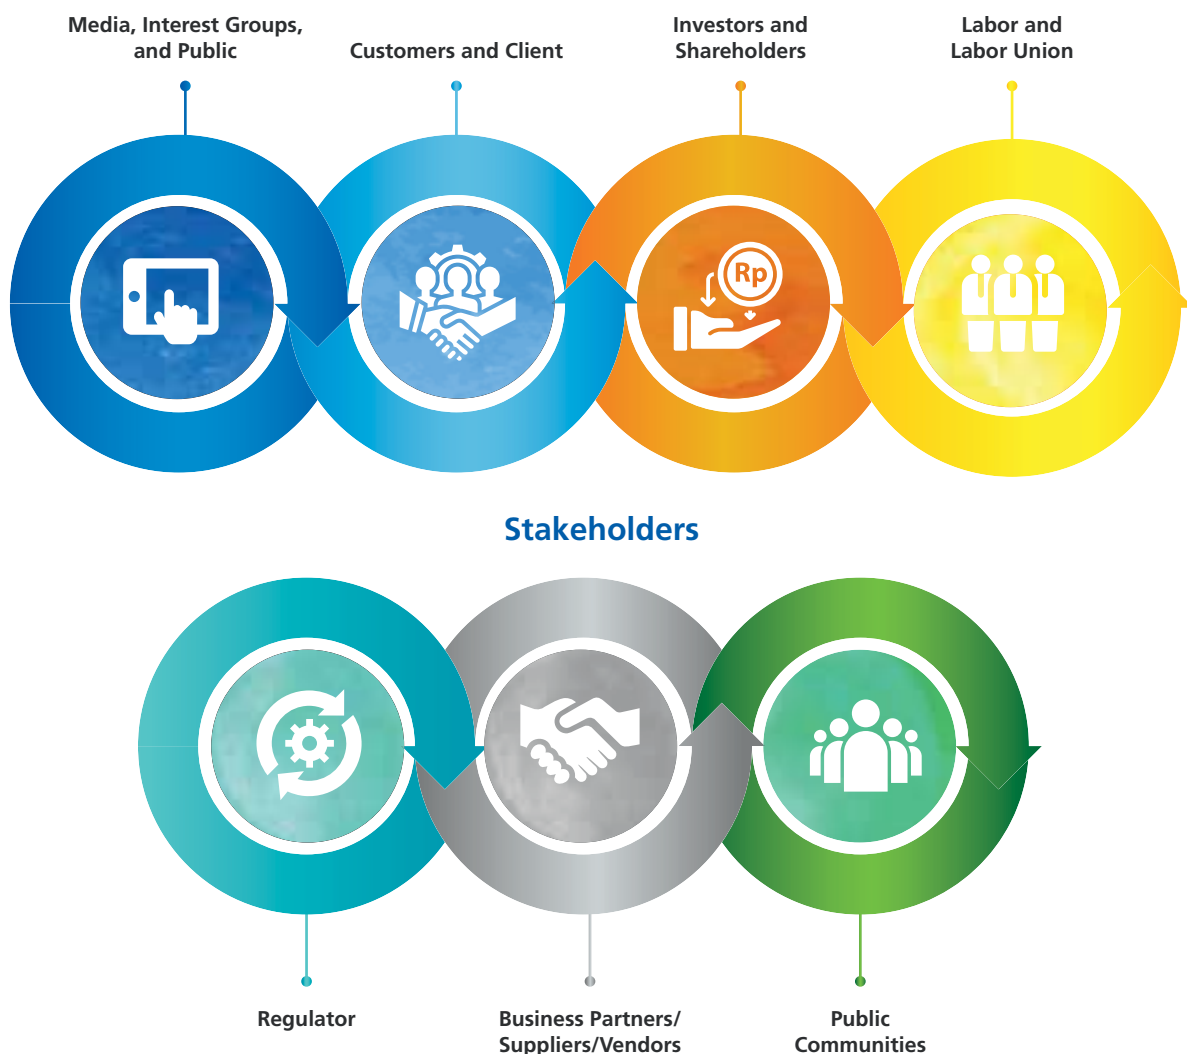 Media, Interest Groups,
and Public
Customers and Client
Investors and
Shareholders
Labor and
Labor Union
Rp
Stakeholders
Regulator
Business Partners/
Suppliers/Vendors
Public
Communities